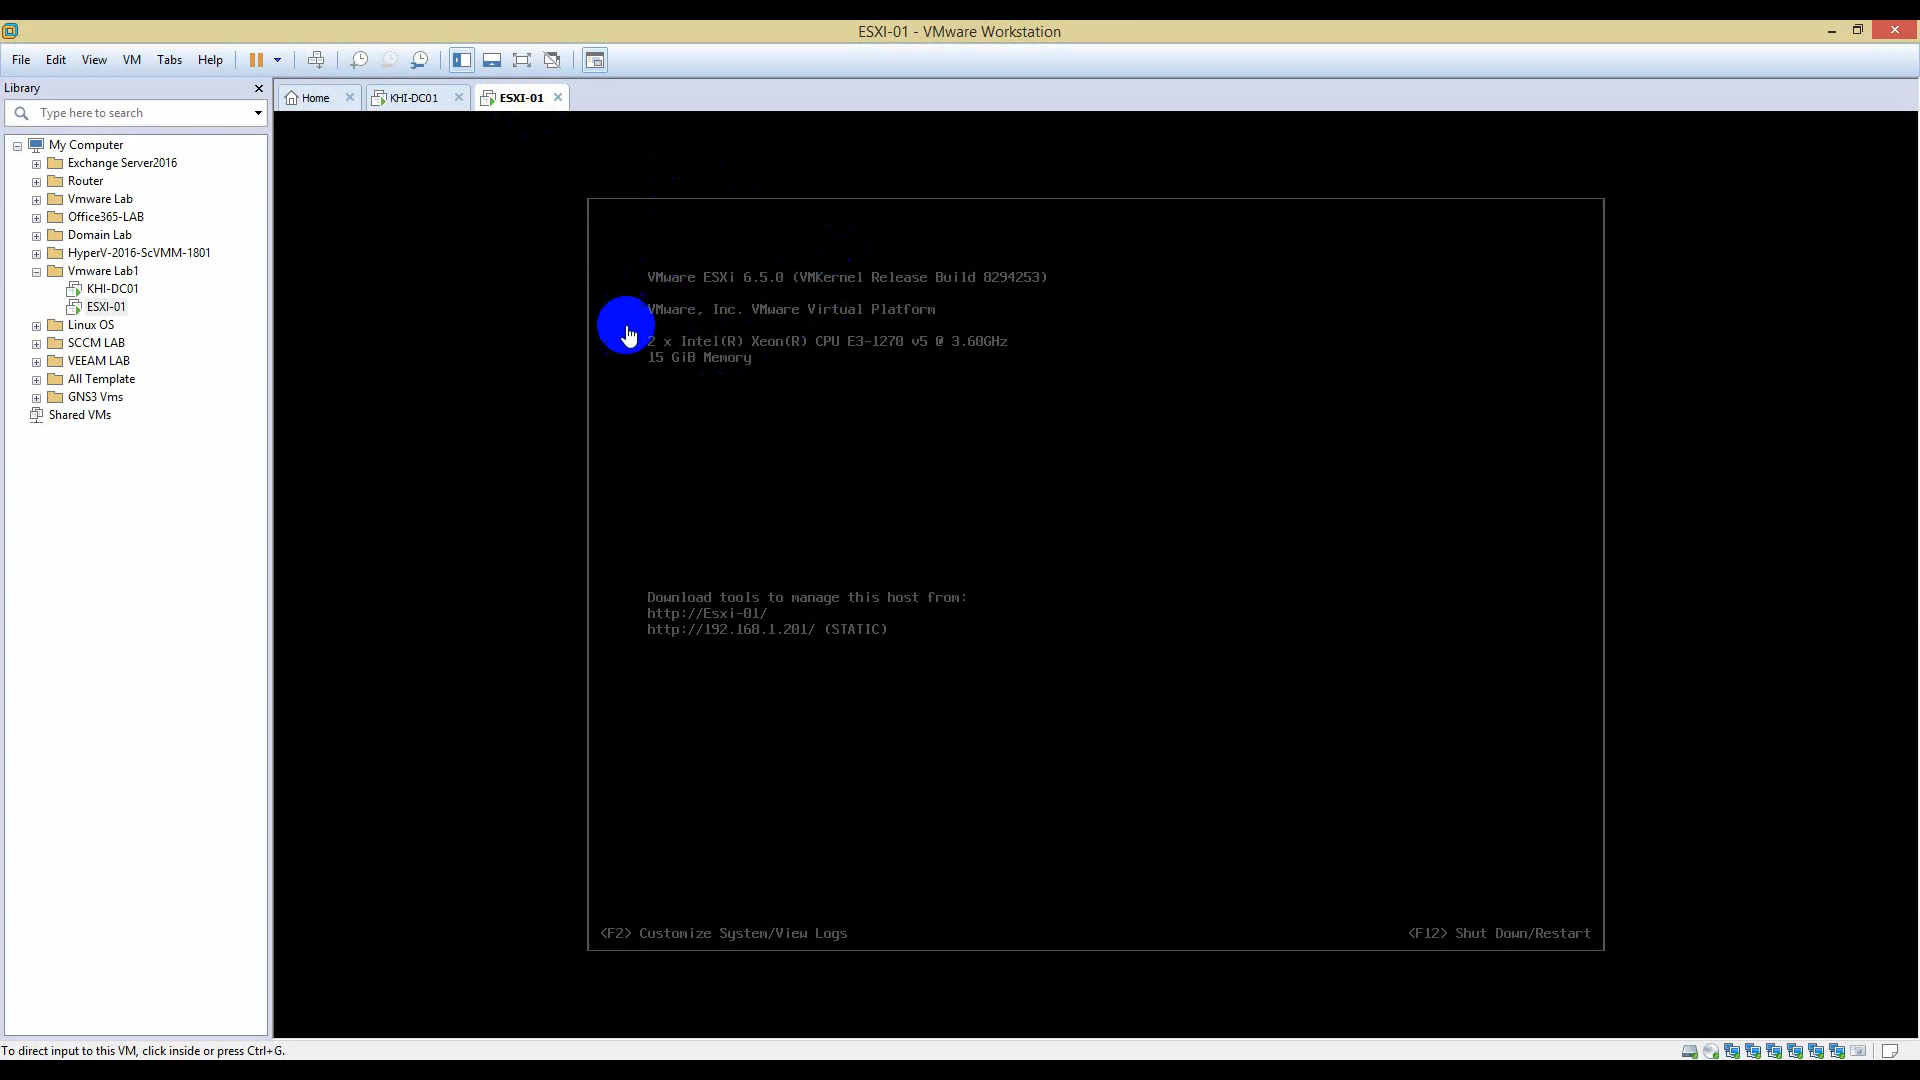 ESXI-01 - VMware Workstation
File Edit View VM Tabs Help
Library
Type here to search
Home
KHI-DC01
ESXI-01
My Computer
Exchange Server2016
Router
Vmware Lab
Office365-LAB
Domain Lab
HyperV-2016-ScVMM-1801
Vmware Lab1
KHI-DC01
ESXI-01
Linux OS
SCCM LAB
VEEAM LAB
All Template
GNS3 Vms
Shared VMs
VMware ESXi 6.5.0 (VMKernel Release Build 8294253)
VMware, Inc. VMware Virtual Platform
2 x Intel(R) Xeon(R) CPU E3-1270 v5 @ 3.60GHz
15 GiB Memory
Download tools to manage this host from:
http://Esxi-01/
http://192.168.1.201/ (STATIC)
<F2> Customize System/View Logs
<F12> Shut Down/Restart
To direct input to this VM, click inside or press Ctrl+G.